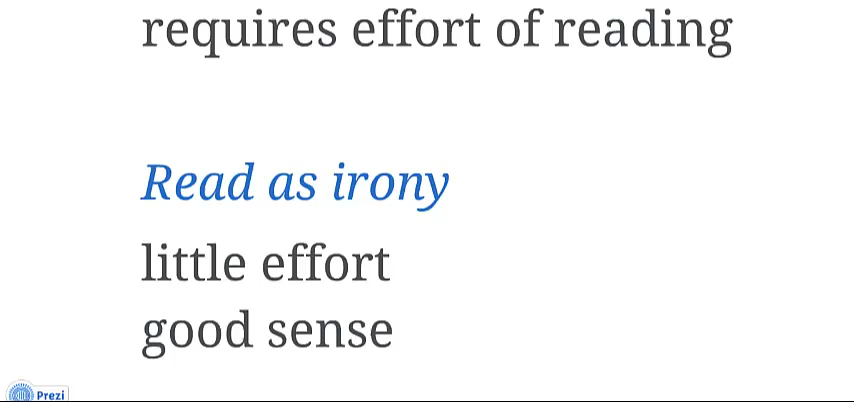 requires effort of reading
Read as irony
little effort
good sense
Prezi